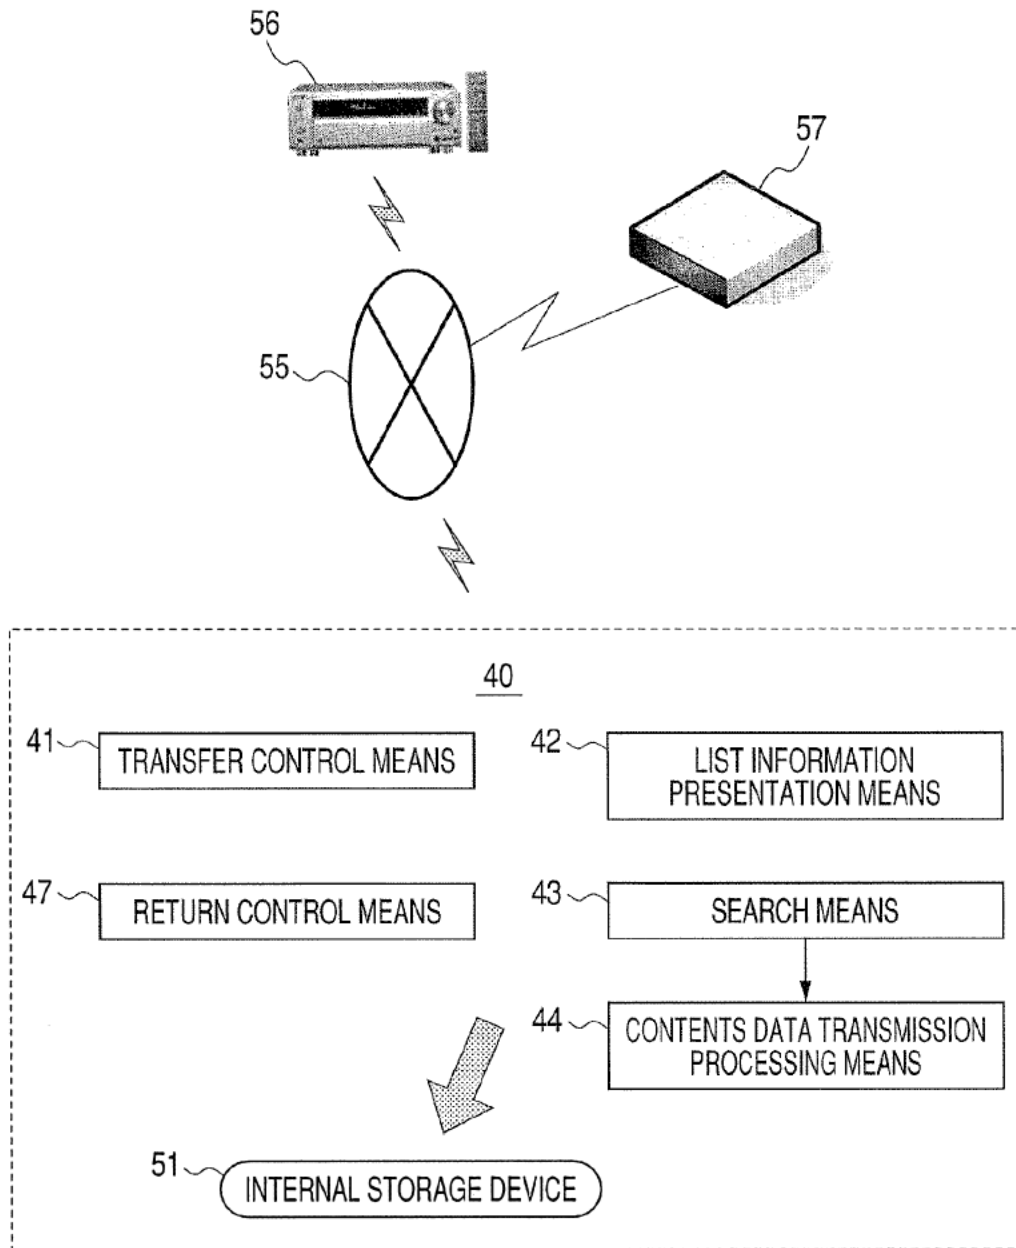 56
57
55
40
41
TRANSFER CONTROL MEANS
42
LIST INFORMATION
PRESENTATION MEANS
47
RETURN CONTROL MEANS
43
SEARCH MEANS
44
CONTENTS DATA TRANSMISSION
PROCESSING MEANS
51
INTERNAL STORAGE DEVICE